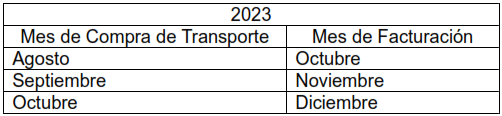 2023
Mes de Compra de Transporte Mes de Facturación
Agosto Octubre
Septiembre Noviembre
Octubre Diciembre